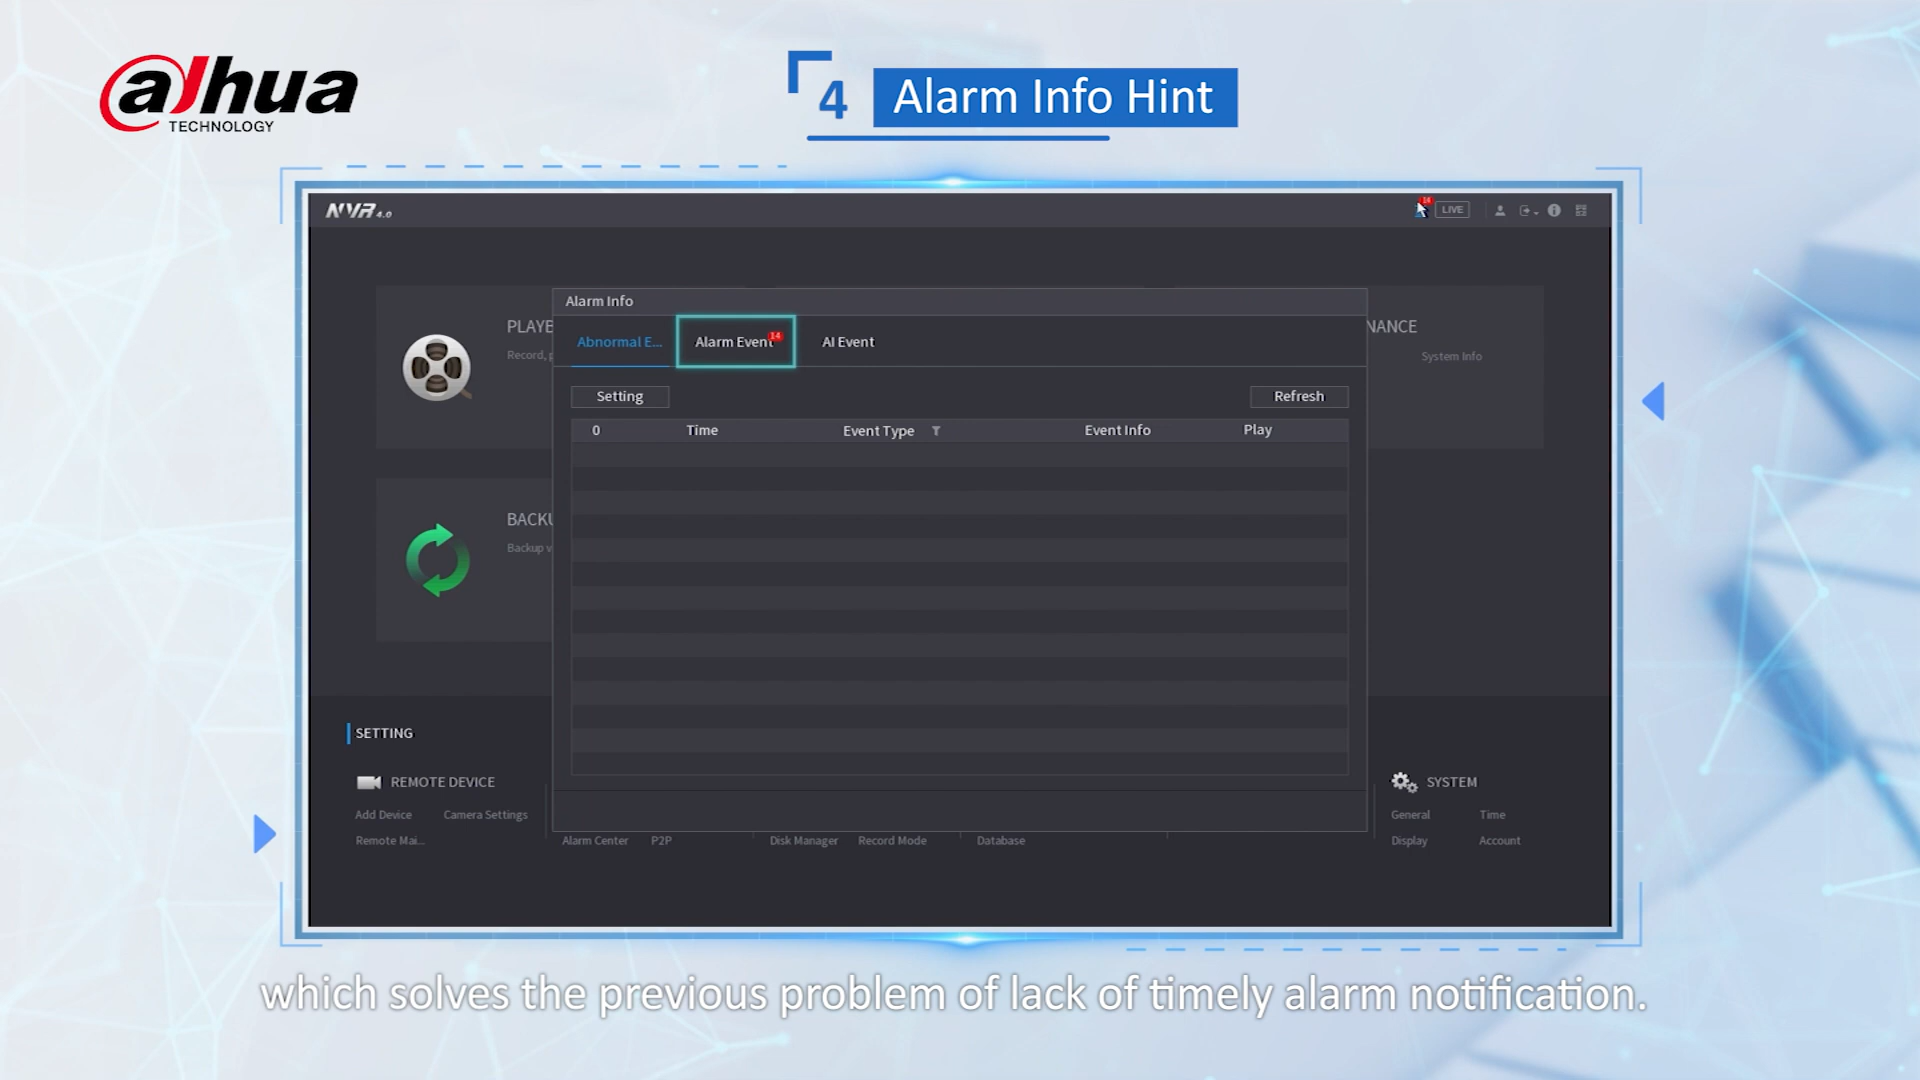 alhua
TECHNOLOGY
4 Alarm Info Hint
NVR 4.0
14
LIVE
Alarm Info
Abnormal E...
Alarm Event
14
AI Event
Setting
Refresh
0
Time
Event Type
Event Info
Play
PLAYE
Record, p
NANCE
System Info
BACKU
Backup v
SETTING
REMOTE DEVICE
Add Device
Camera Settings
Remote Mai...
Alarm Center
P2P
Disk Manager
Record Mode
Database
SYSTEM
General
Time
Display
Account
which solves the previous problem of lack of timely alarm notification.